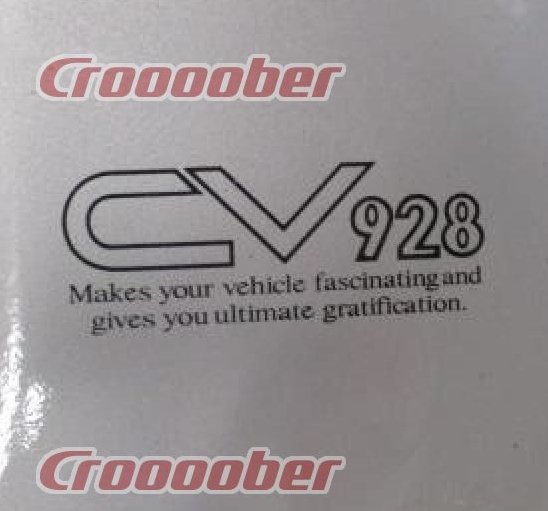 Croooober
CV928
Makes your vehicle fascinating and
gives you ultimate gratification.
Croooober